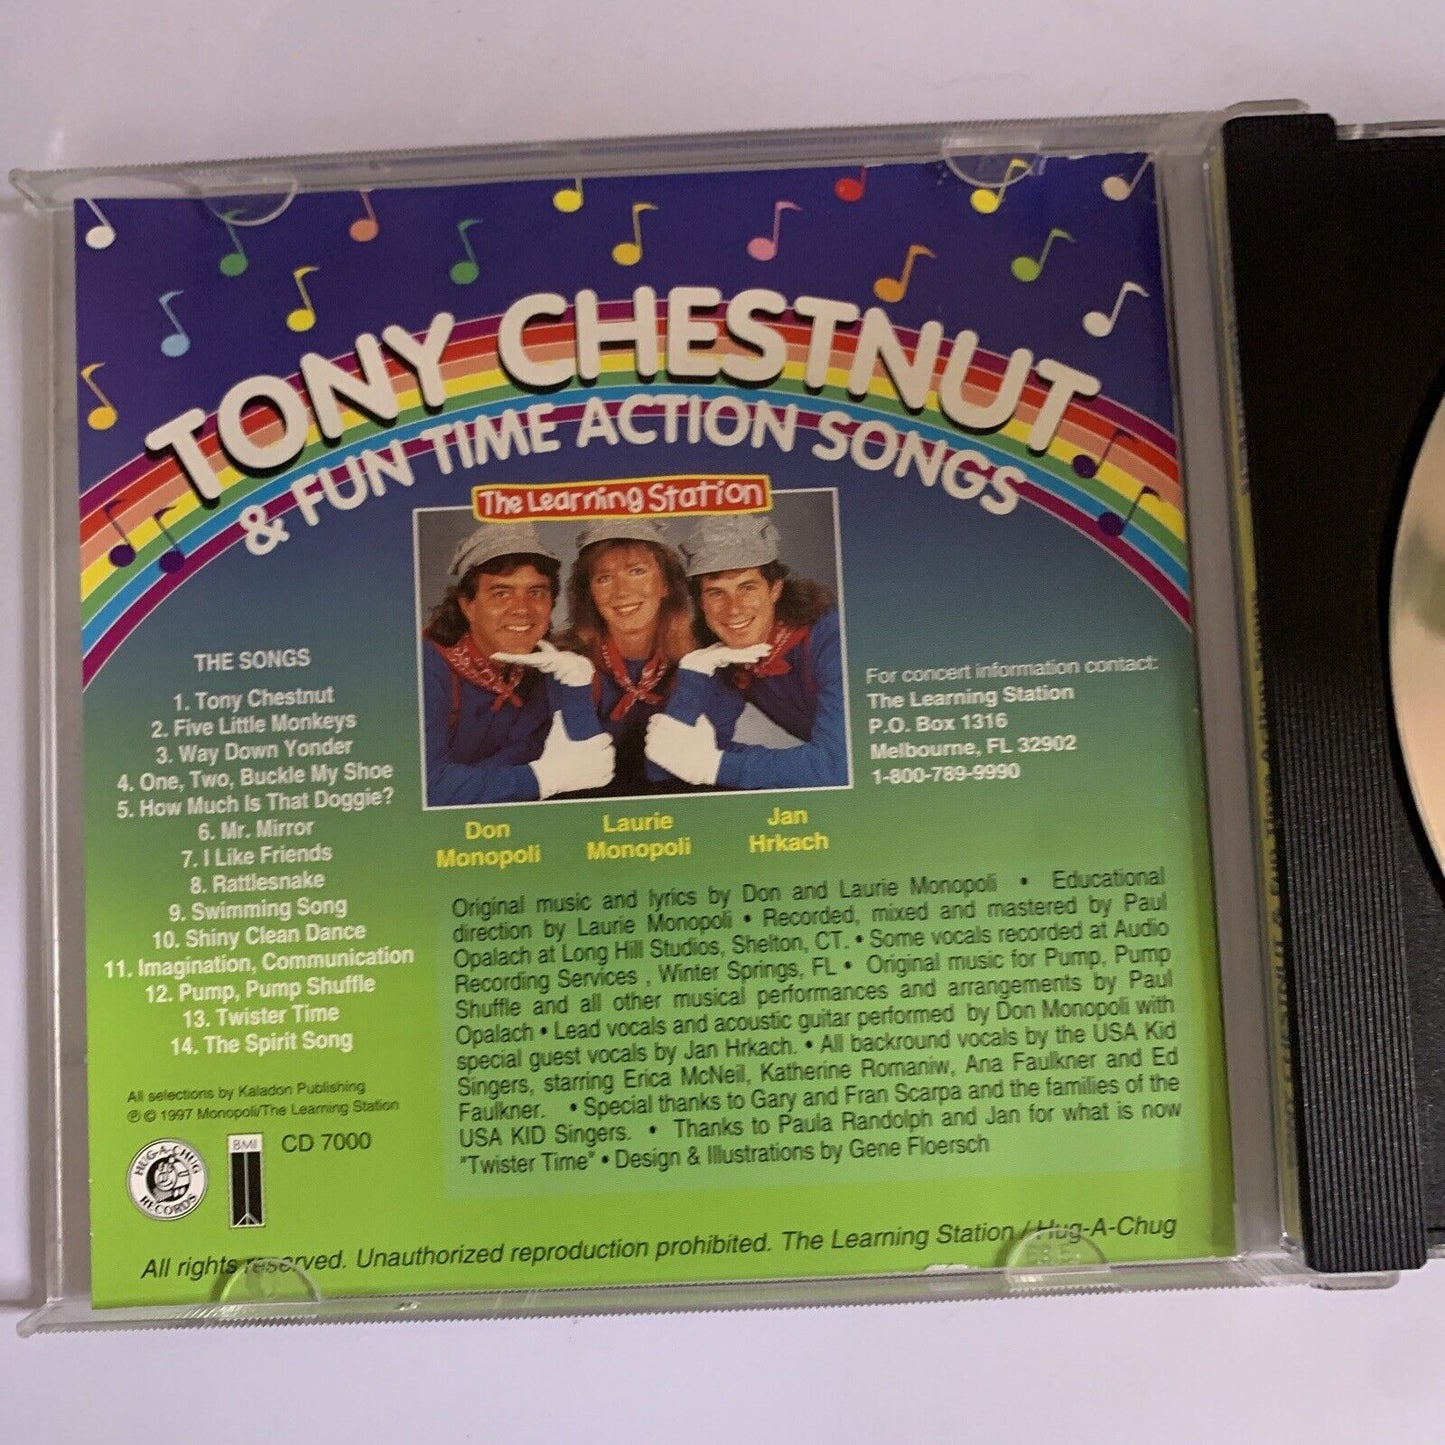 TONY CHESTNUT
& FUN TIME ACTION SONGS
The Learning Station
THE SONGS
1. Tony Chestnut
2. Five Little Monkeys
3. Way Down Yonder
4. One, Two, Buckle My Shoe
5. How Much Is That Doggie?
6. Mr. Mirror
7. I Like Friends
8. Rattlesnake
9. Swimming Song
10. Shiny Clean Dance
11. Imagination, Communication
12. Pump, Pump Shuffle
13. Twister Time
14. The Spirit Song
All selections by Kaladon Publishing
℗ © 1997 Monopoli/The Learning Station
HUG-A-CHUG
RECORDS
BMI
CD 7000
Don
Monopoli
Laurie
Monopoli
Jan
Hrkach
For concert information contact:
The Learning Station
P.O. Box 1316
Melbourne, FL 32902
1-800-789-9990
Original music and lyrics by Don and Laurie Monopoli • Educational
direction by Laurie Monopoli • Recorded, mixed and mastered by Paul
Opalach at Long Hill Studios, Shelton, CT. • Some vocals recorded at Audio
Recording Services , Winter Springs, FL • Original music for Pump, Pump
Shuffle and all other musical performances and arrangements by Paul
Opalach • Lead vocals and acoustic guitar performed by Don Monopoli with
special guest vocals by Jan Hrkach. • All backround vocals by the USA Kid
Singers, starring Erica McNeil, Katherine Romaniw, Ana Faulkner and Ed
Faulkner. • Special thanks to Gary and Fran Scarpa and the families of the
USA KID Singers. • Thanks to Paula Randolph and Jan for what is now
"Twister Time" • Design & Illustrations by Gene Floersch
All rights reserved. Unauthorized reproduction prohibited. The Learning Station / Hug-A-Chug